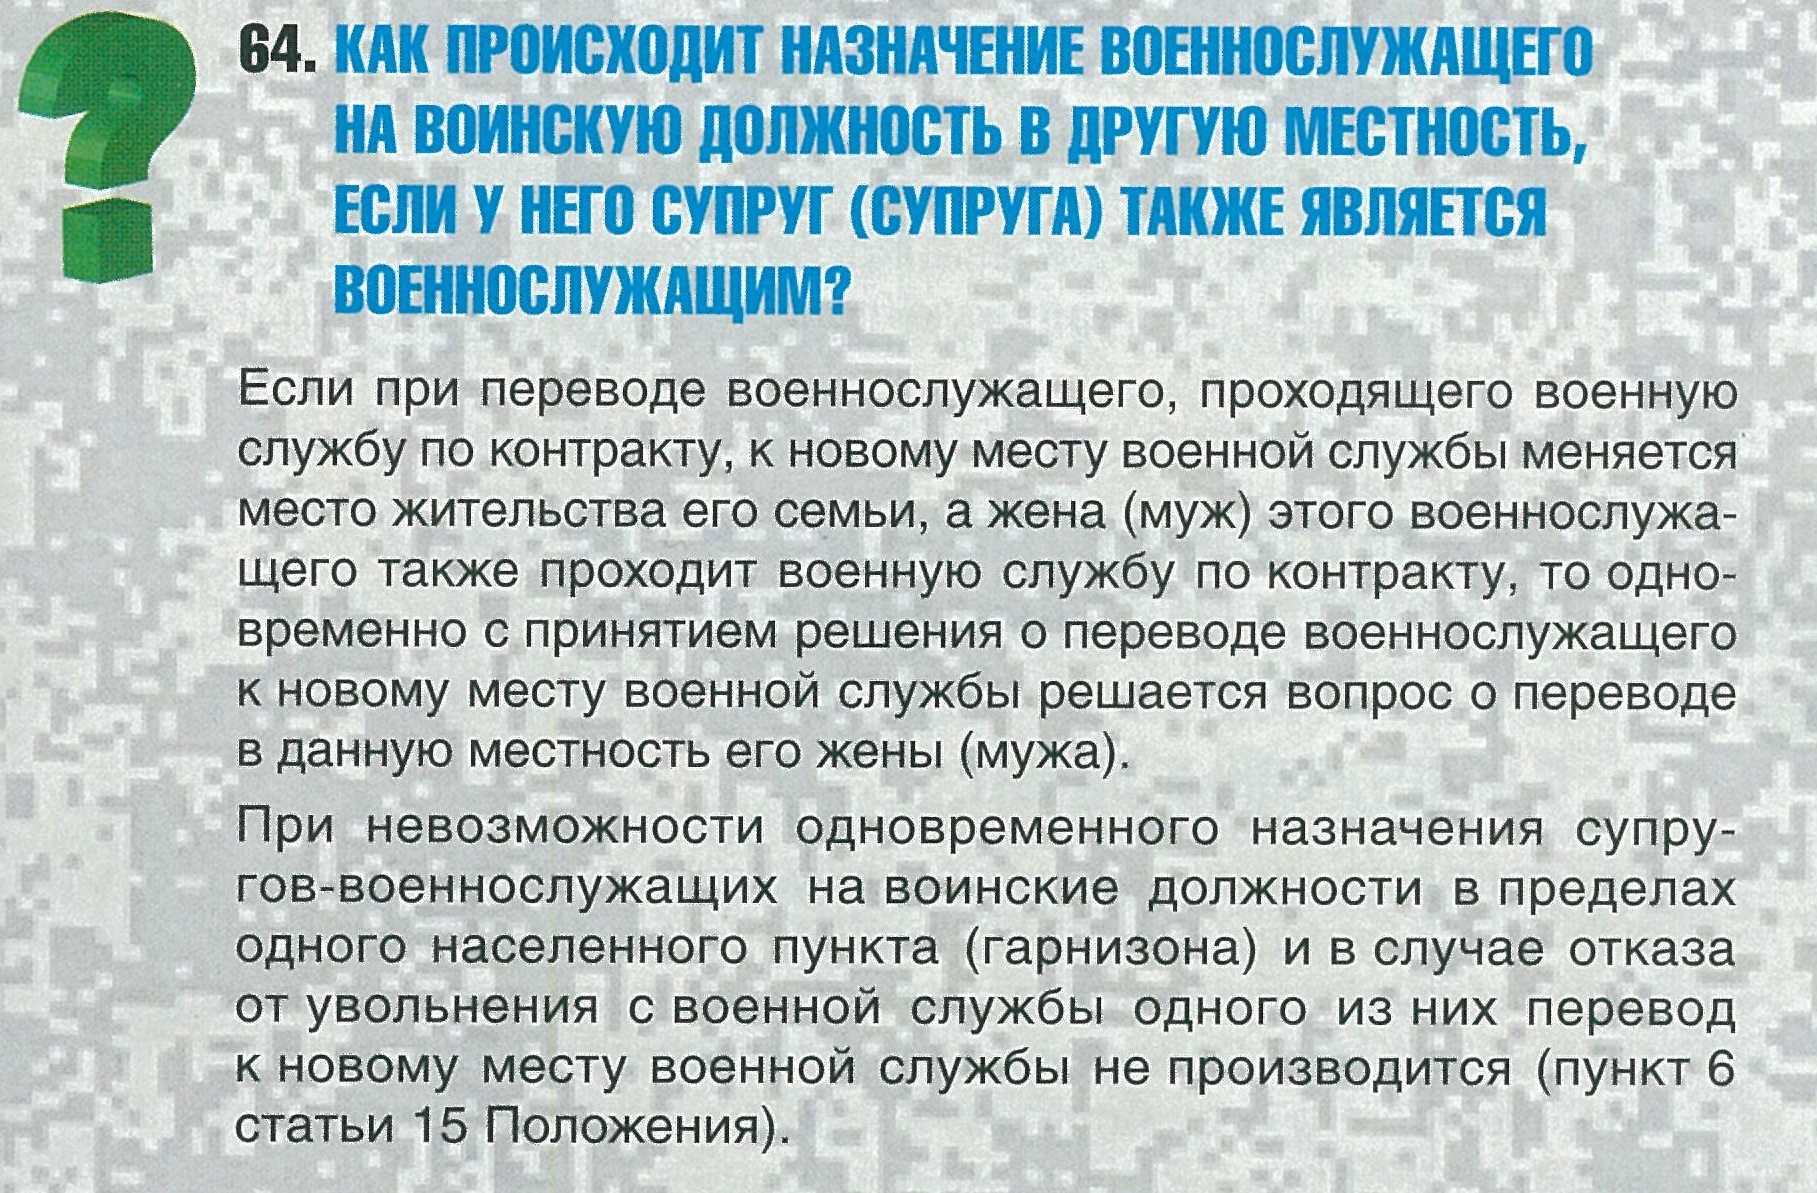 64. КАК ПРОИСХОДИТ НАЗНАЧЕНИЕ ВОЕННОСЛУЖАЩЕГО
НА ВОИНСКУЮ ДОЛЖНОСТЬ В ДРУГУЮ МЕСТНОСТЬ,
ЕСЛИ У НЕГО СУПРУГ (СУПРУГА) ТАКЖЕ ЯВЛЯЕТСЯ
ВОЕННОСЛУЖАЩИМ?
Если при переводе военнослужащего, проходящего военную
службу по контракту, к новому месту военной службы меняется
место жительства его семьи, а жена (муж) этого военнослужа-
щего также проходит военную службу по контракту, то одно-
временно с принятием решения о переводе военнослужащего
к новому месту военной службы решается вопрос о переводе
в данную местность его жены (мужа).
При невозможности одновременного назначения супру-
гов-военнослужащих на воинские должности в пределах
одного населенного пункта (гарнизона) и в случае отказа
от увольнения с военной службы одного из них перевод
к новому месту военной службы не производится (пункт 6
статьи 15 Положения).